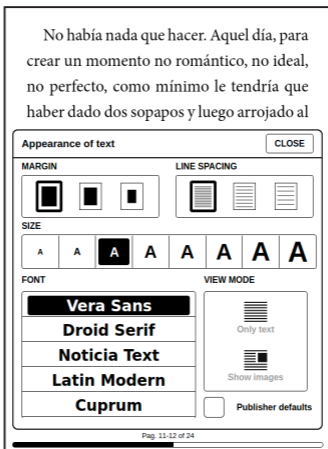 No había nada que hacer. Aquel día, para
crear un momento no romántico, no ideal,
no perfecto, como mínimo le tendría que
haber dado dos sopapos y luego arrojado al
Appearance of text
CLOSE
MARGIN
LINE SPACING
SIZE
A A A A A A A A
FONT
VIEW MODE
Vera Sans
Droid Serif
Noticia Text
Latin Modern
Cuprum
Only text
Show images
Publisher defaults
Pag. 11-12 of 24